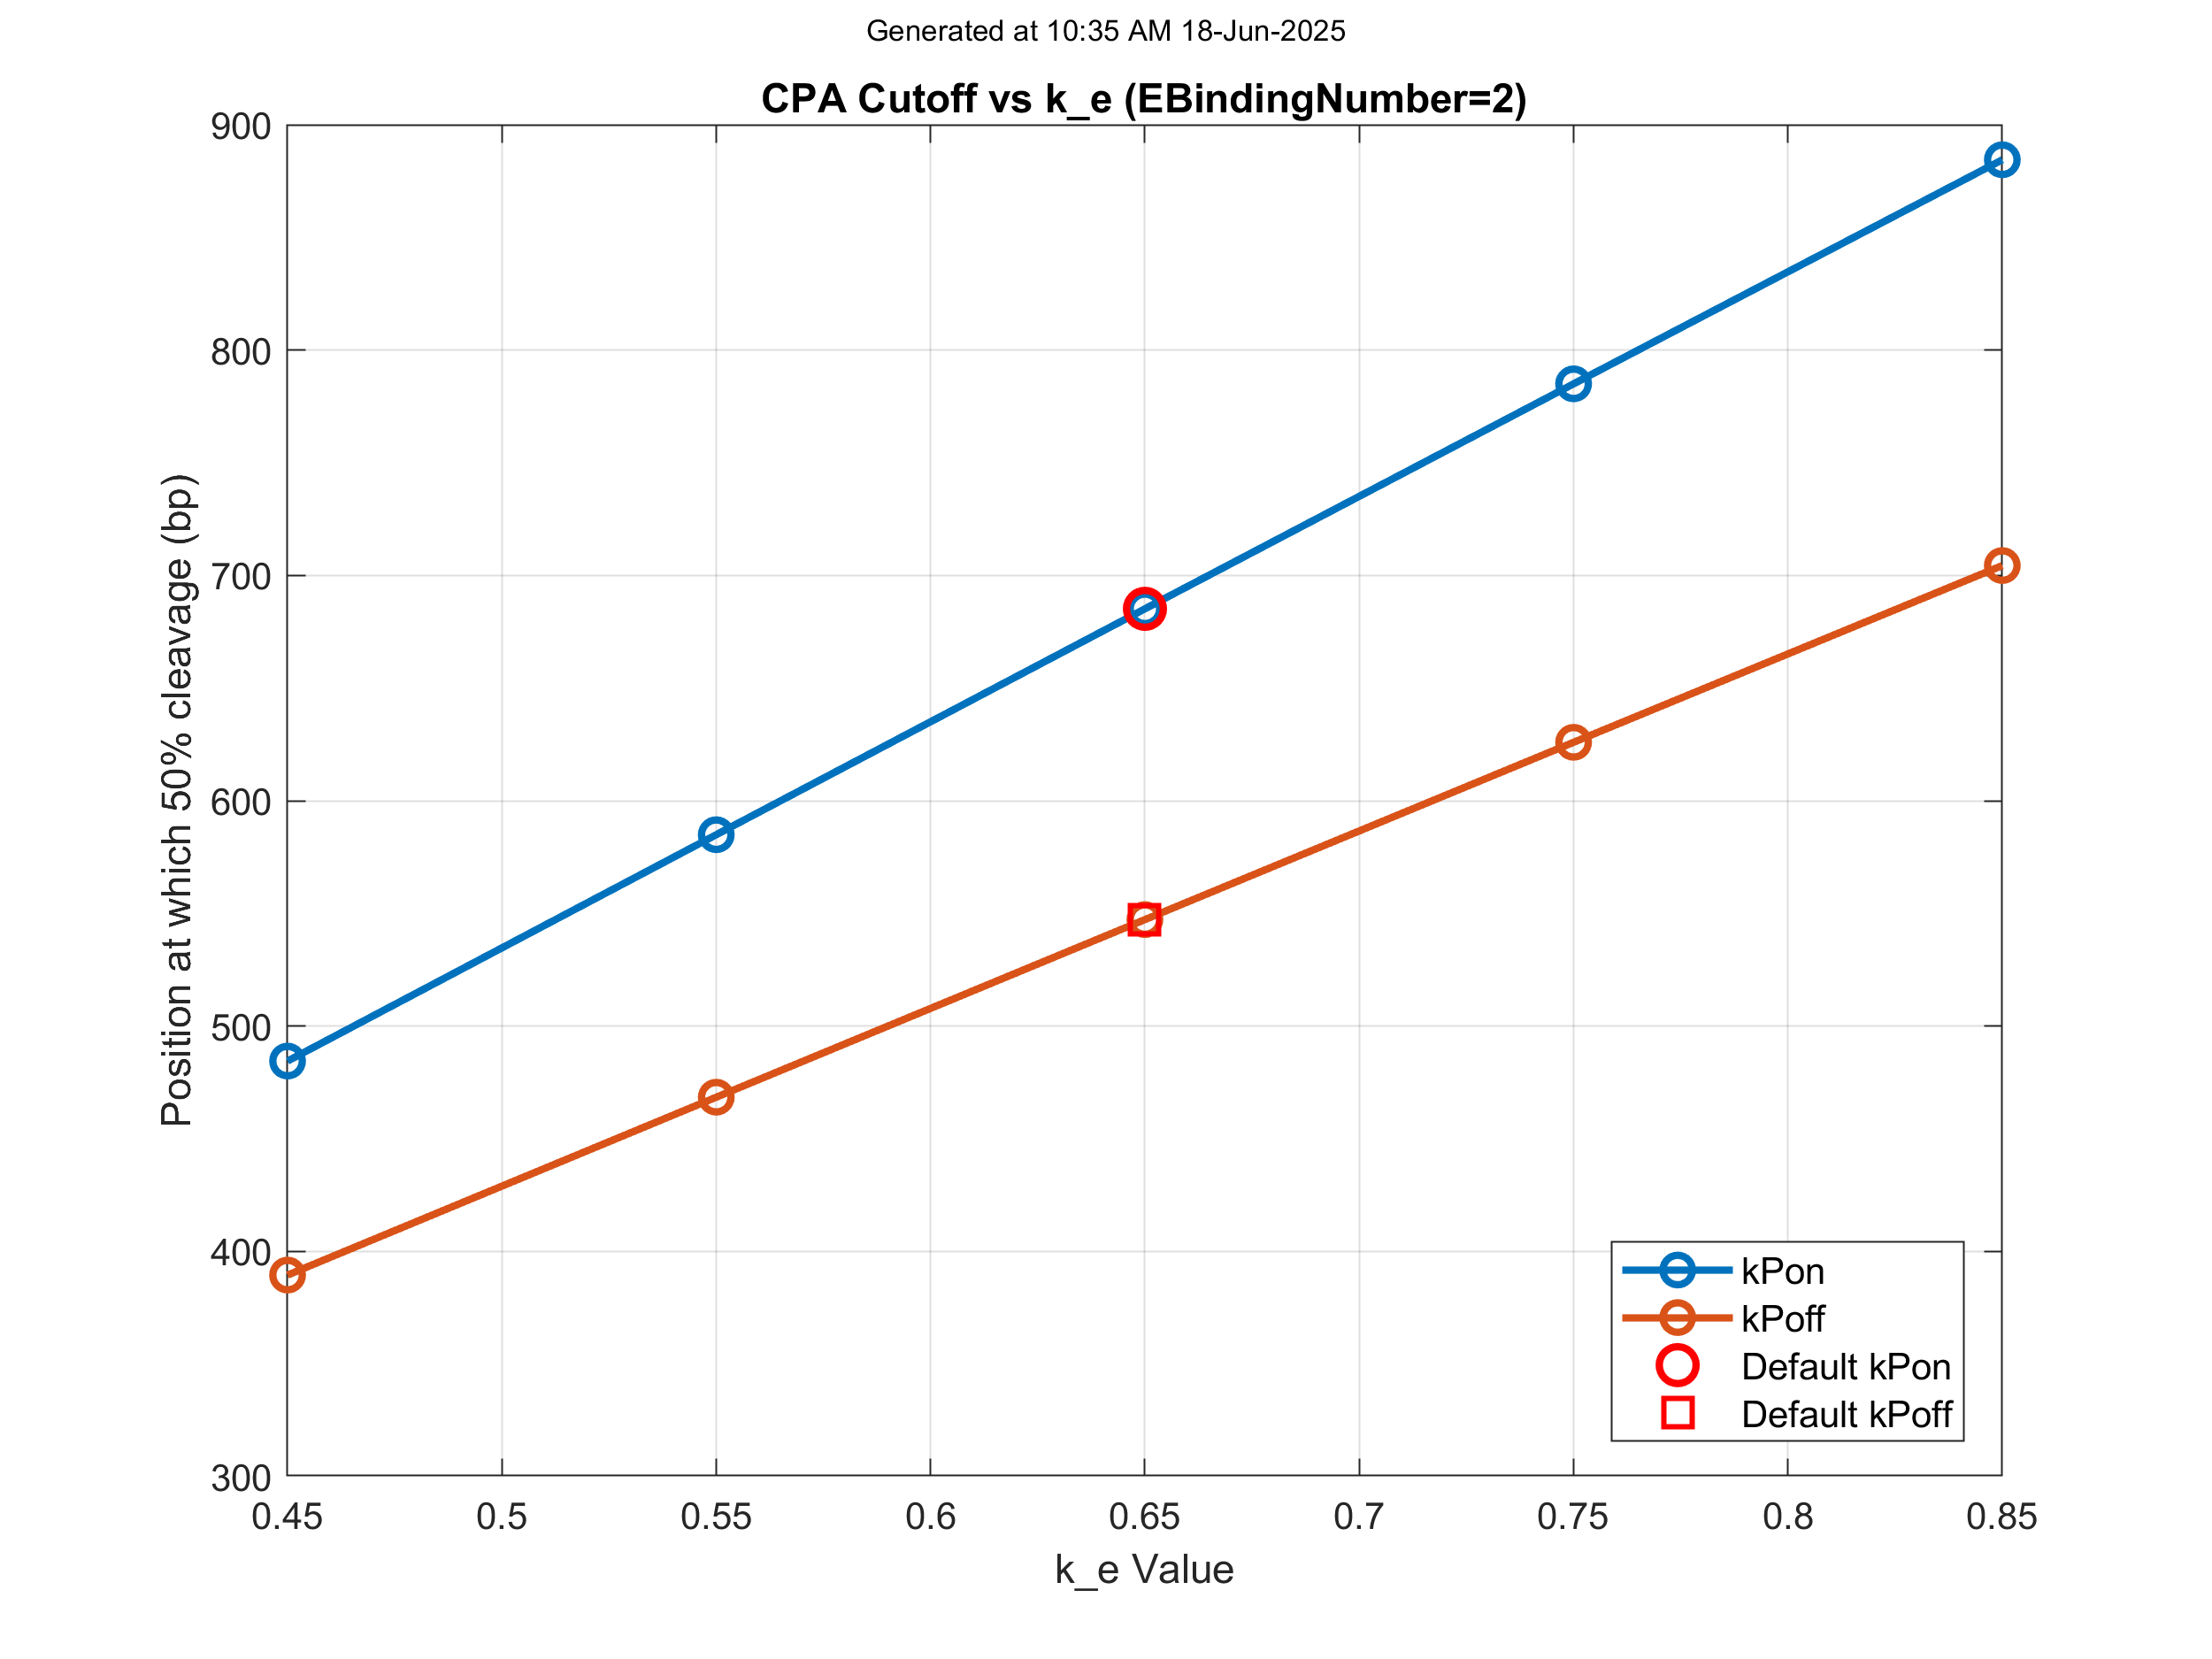 Generated at 10:35 AM 18-Jun-2025
CPA Cutoff vs k_e (EBindingNumber=2)
900
800
700
600
500
400
300
Position at which 50% cleavage (bp)
0.45 0.5 0.55 0.6 0.65 0.7 0.75 0.8 0.85
k_e Value
kPon
kPoff
Default kPon
Default kPoff